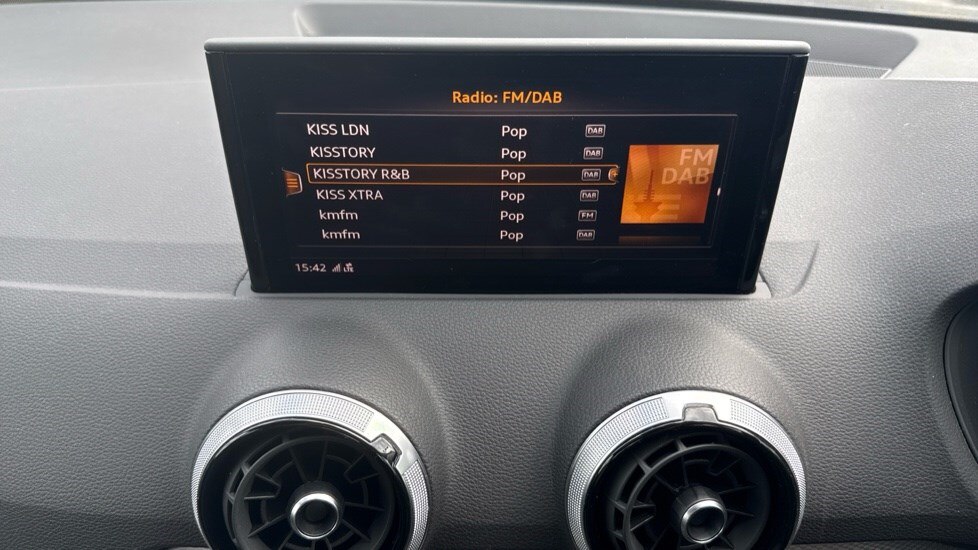 Radio: FM/DAB
KISS LDN Pop DAB
KISSTORY Pop DAB
KISSTORY R&B Pop DAB
KISS XTRA Pop DAB
kmfm Pop FM
kmfm Pop DAB
FM
DAB
15:42 LTE